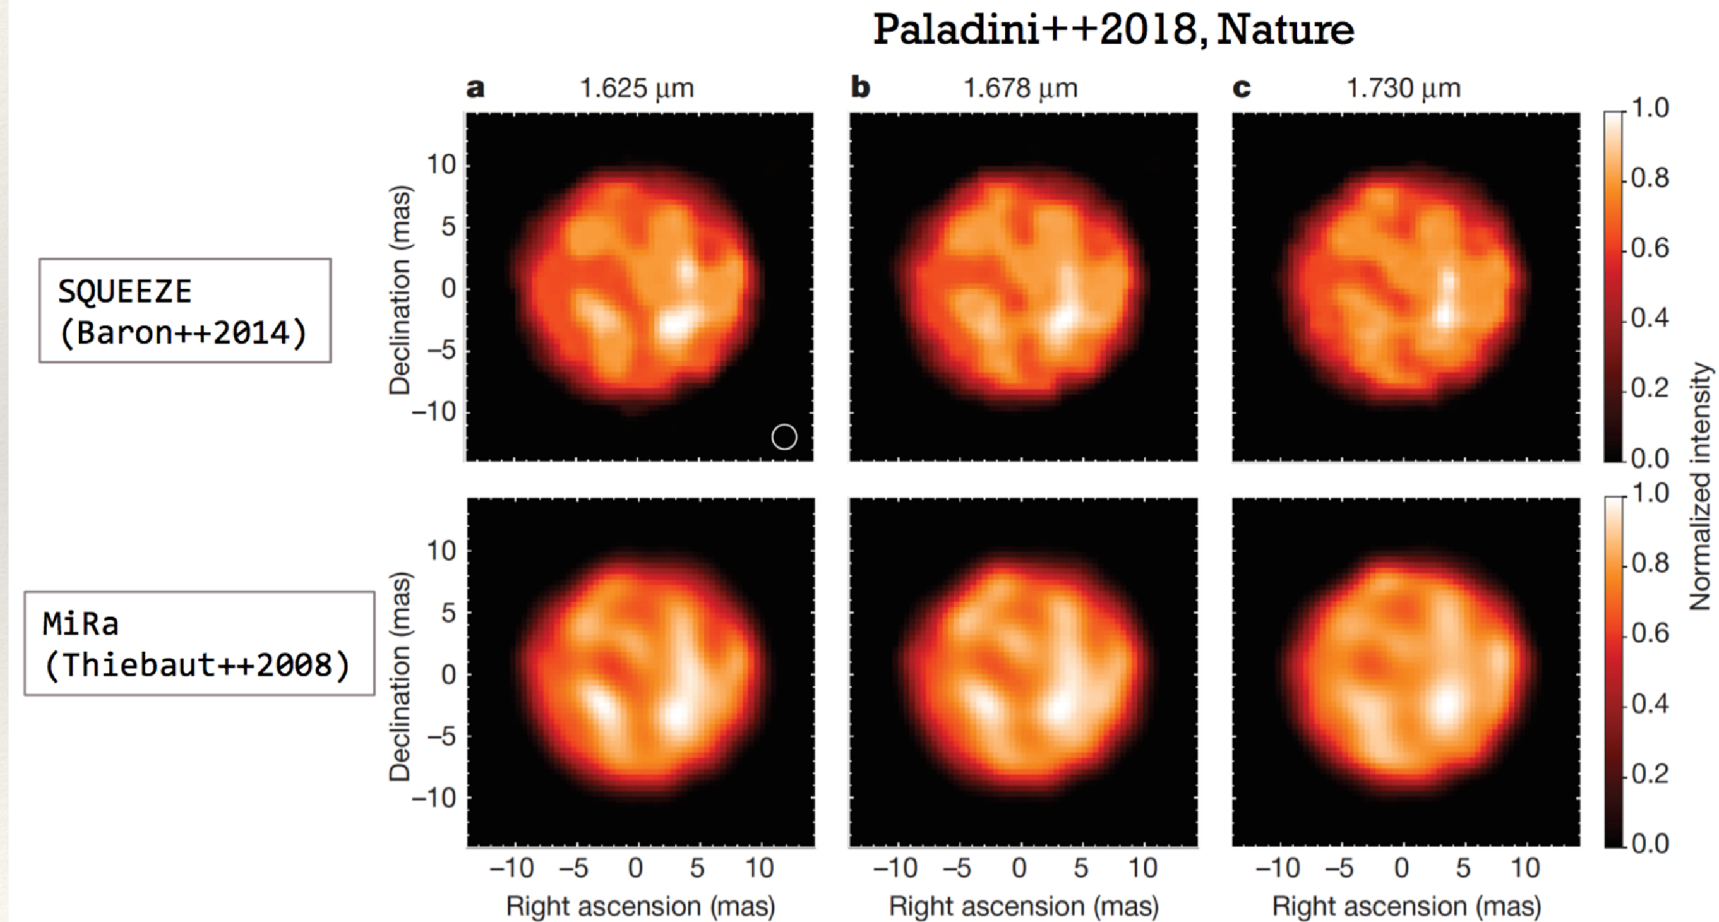 Paladini++2018, Nature
a 1.625 μm
b 1.678 μm
c 1.730 μm
SQUEEZE
(Baron++2014)
Declination (mas)
10
5
0
−5
−10
1.0
0.8
0.6
0.4
0.2
0.0
Normalized intensity
MiRa
(Thiebaut++2008)
Declination (mas)
10
5
0
−5
−10
1.0
0.8
0.6
0.4
0.2
0.0
−10 −5 0 5 10
−10 −5 0 5 10
−10 −5 0 5 10
Right ascension (mas)
Right ascension (mas)
Right ascension (mas)